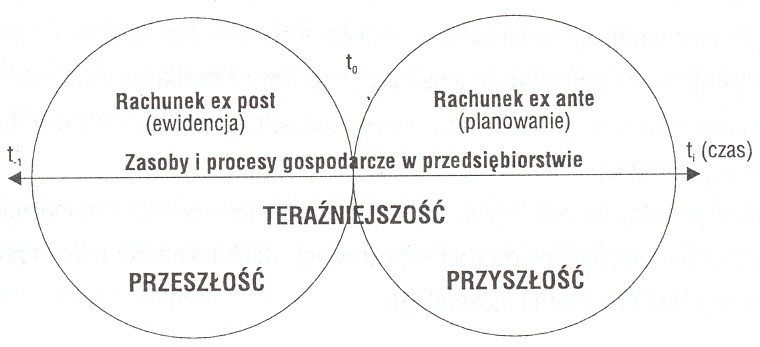 t₀
Rachunek ex post
(ewidencja)
Rachunek ex ante
(planowanie)
t₋₁
Zasoby i procesy gospodarcze w przedsiębiorstwie
tᵢ (czas)
TERAŹNIEJSZOŚĆ
PRZESZŁOŚĆ
PRZYSZŁOŚĆ